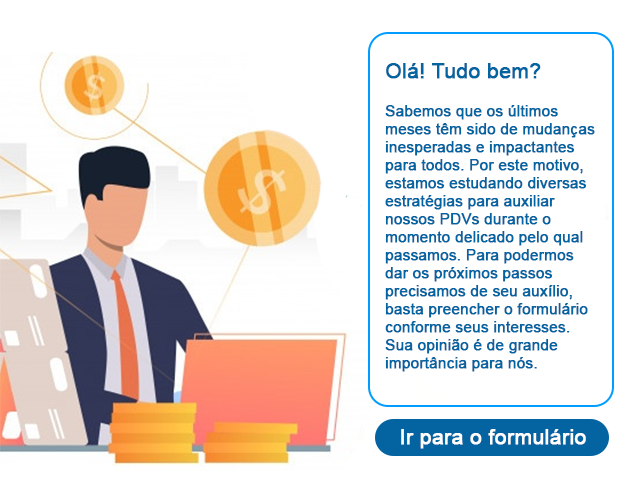 Olá! Tudo bem?
Sabemos que os últimos
meses têm sido de mudanças
inesperadas e impactantes
para todos. Por este motivo,
estamos estudando diversas
estratégias para auxiliar
nossos PDVs durante o
momento delicado pelo qual
passamos. Para podermos
dar os próximos passos
precisamos de seu auxílio,
basta preencher o formulário
conforme seus interesses.
Sua opinião é de grande
importância para nós.
Ir para o formulário
$
$